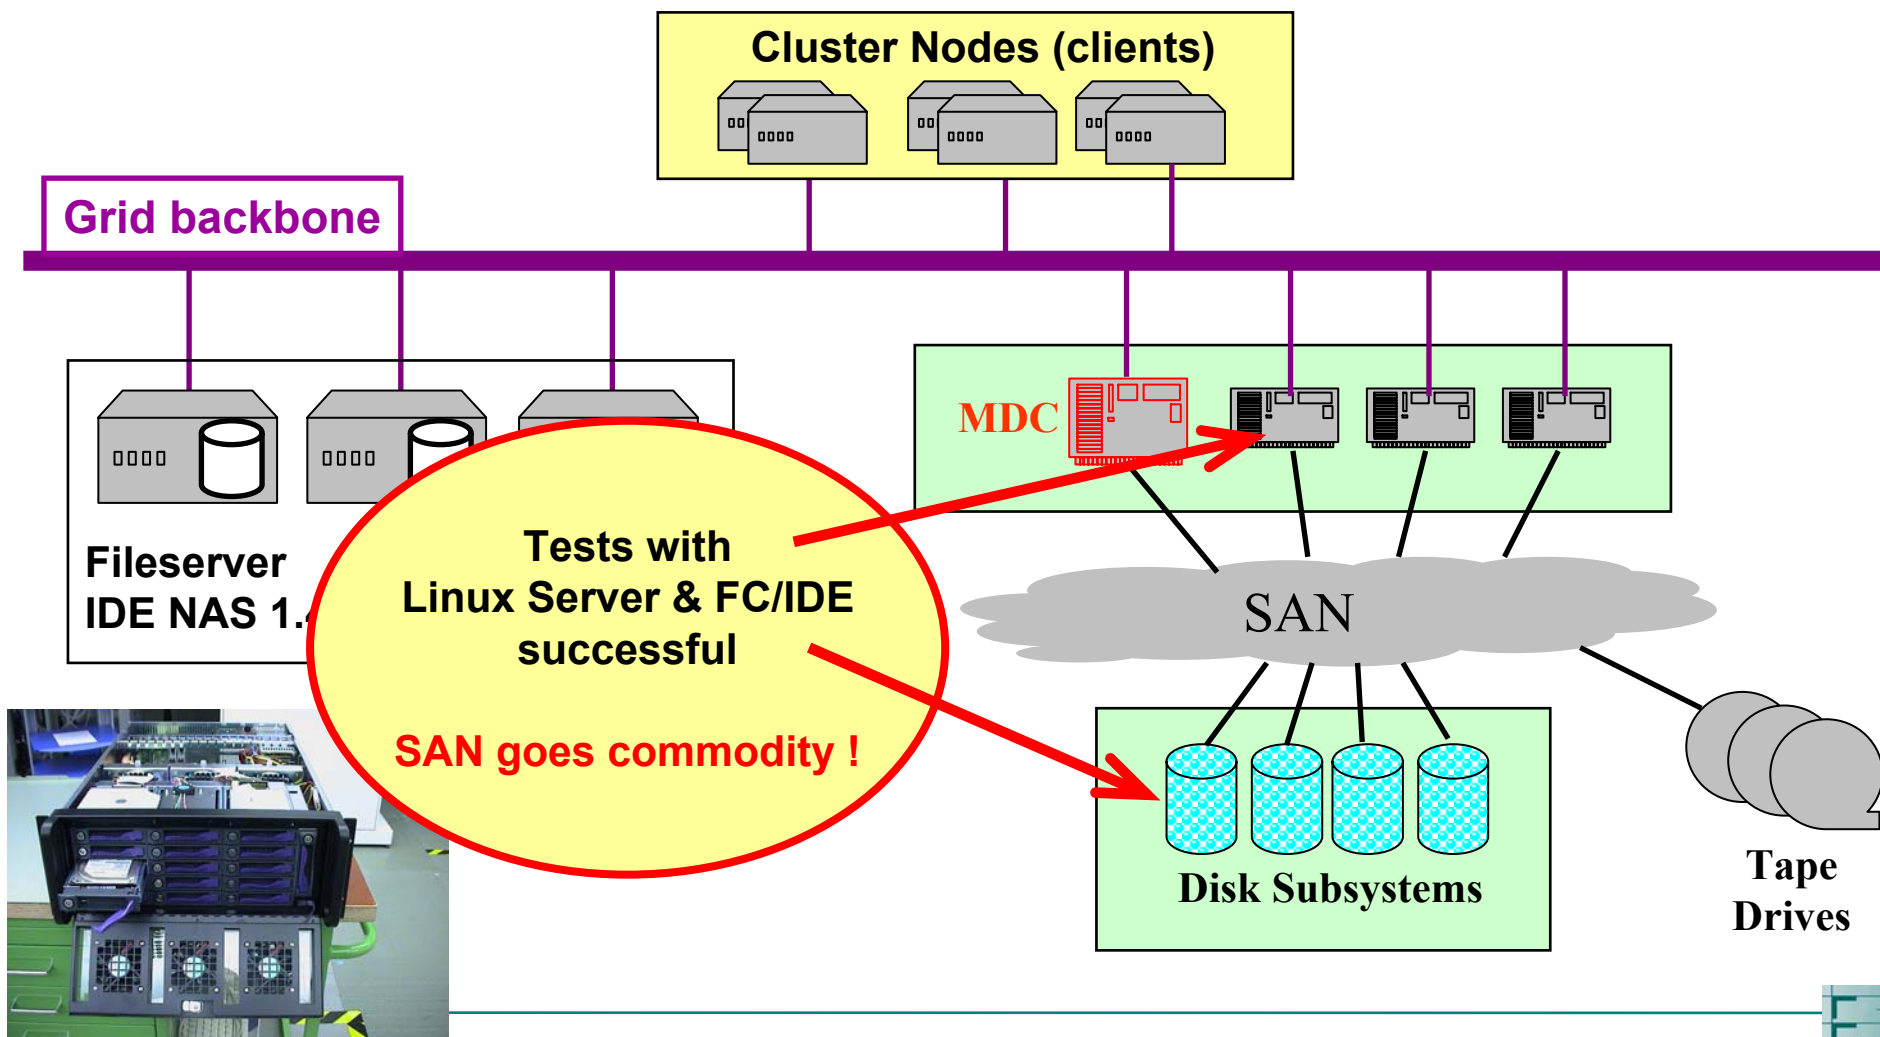 Cluster Nodes (clients)
Grid backbone
MDC
Fileserver
IDE NAS
Tests with
Linux Server & FC/IDE
successful
SAN goes commodity !
SAN
Disk Subsystems
Tape
Drives